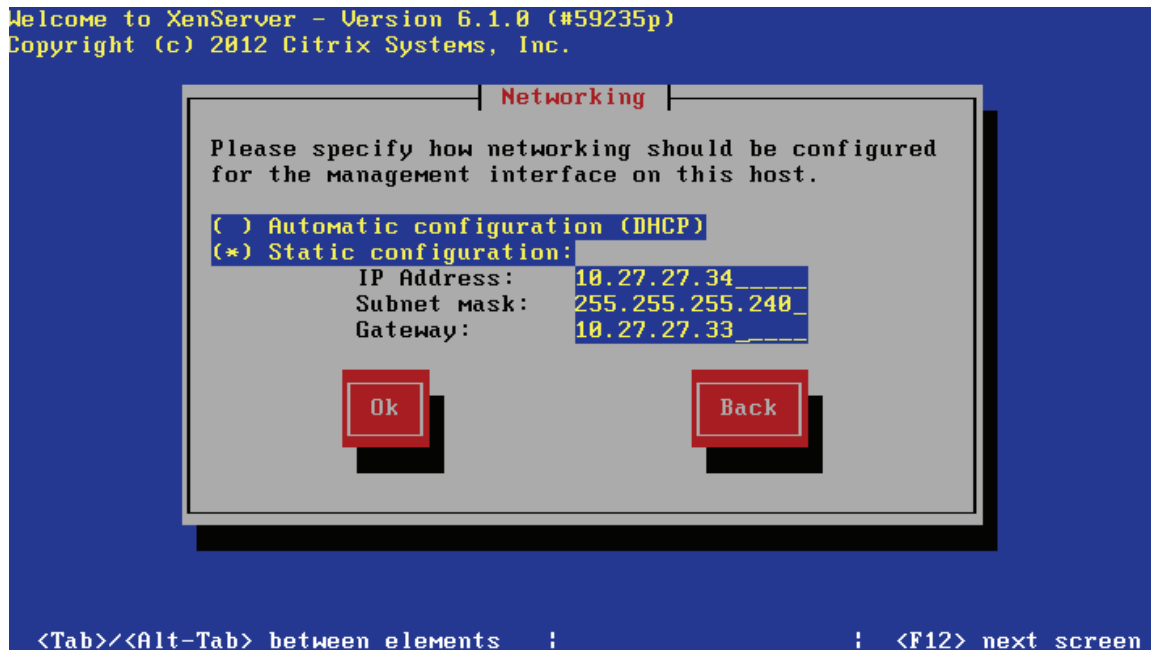 Welcome to XenServer - Version 6.1.0 (#59235p)
Copyright (c) 2012 Citrix Systems, Inc.
Networking
Please specify how networking should be configured
for the management interface on this host.
( ) Automatic configuration (DHCP)
(*) Static configuration:
IP Address: 10.27.27.34_____
Subnet mask: 255.255.255.240_
Gateway: 10.27.27.33_____
Ok Back
<Tab>/<Alt-Tab> between elements ¦ ¦ <F12> next screen